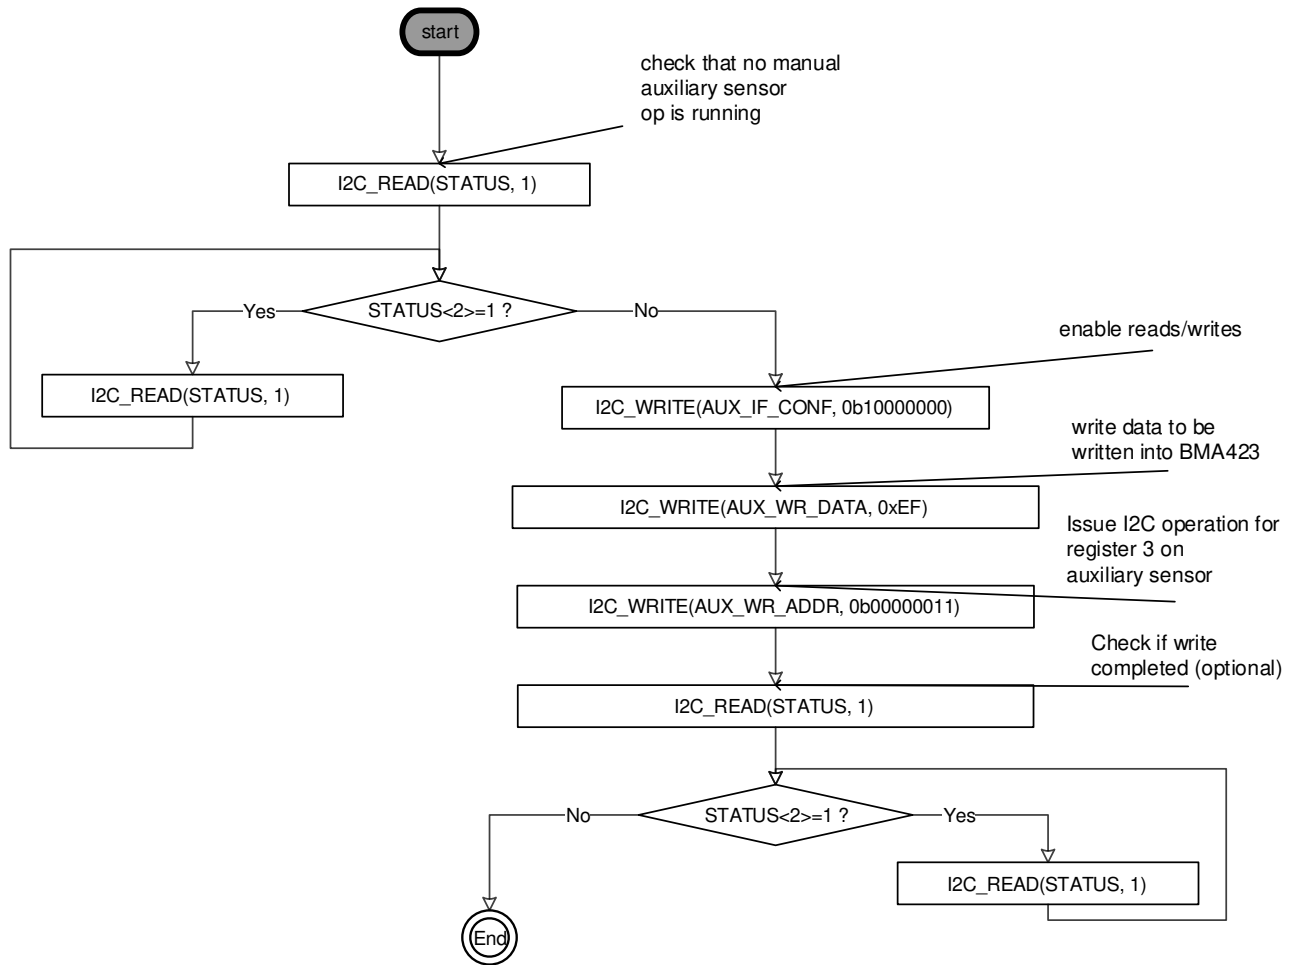 start
check that no manual
auxiliary sensor
op is running
I2C_READ(STATUS, 1)
STATUS<2>=1 ?
Yes
No
I2C_READ(STATUS, 1)
enable reads/writes
I2C_WRITE(AUX_IF_CONF, 0b10000000)
write data to be
written into BMA423
I2C_WRITE(AUX_WR_DATA, 0xEF)
Issue I2C operation for
register 3 on
auxiliary sensor
I2C_WRITE(AUX_WR_ADDR, 0b00000011)
Check if write
completed (optional)
I2C_READ(STATUS, 1)
STATUS<2>=1 ?
No
Yes
I2C_READ(STATUS, 1)
End